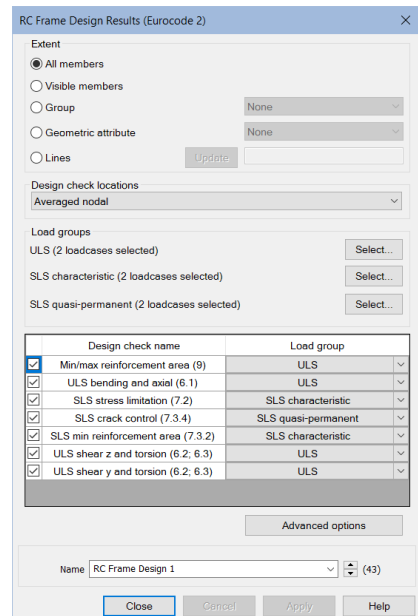 RC Frame Design Results (Eurocode 2)
Extent
All members
Visible members
Group None
Geometric attribute None
Lines Update
Design check locations
Averaged nodal
Load groups
ULS (2 loadcases selected) Select...
SLS characteristic (2 loadcases selected) Select...
SLS quasi-permanent (2 loadcases selected) Select...
Design check name Load group
Min/max reinforcement area (9) ULS
ULS bending and axial (6.1) ULS
SLS stress limitation (7.2) SLS characteristic
SLS crack control (7.3.4) SLS quasi-permanent
SLS min reinforcement area (7.3.2) SLS characteristic
ULS shear z and torsion (6.2; 6.3) ULS
ULS shear y and torsion (6.2; 6.3) ULS
Advanced options
Name RC Frame Design 1 (43)
Close Cancel Apply Help